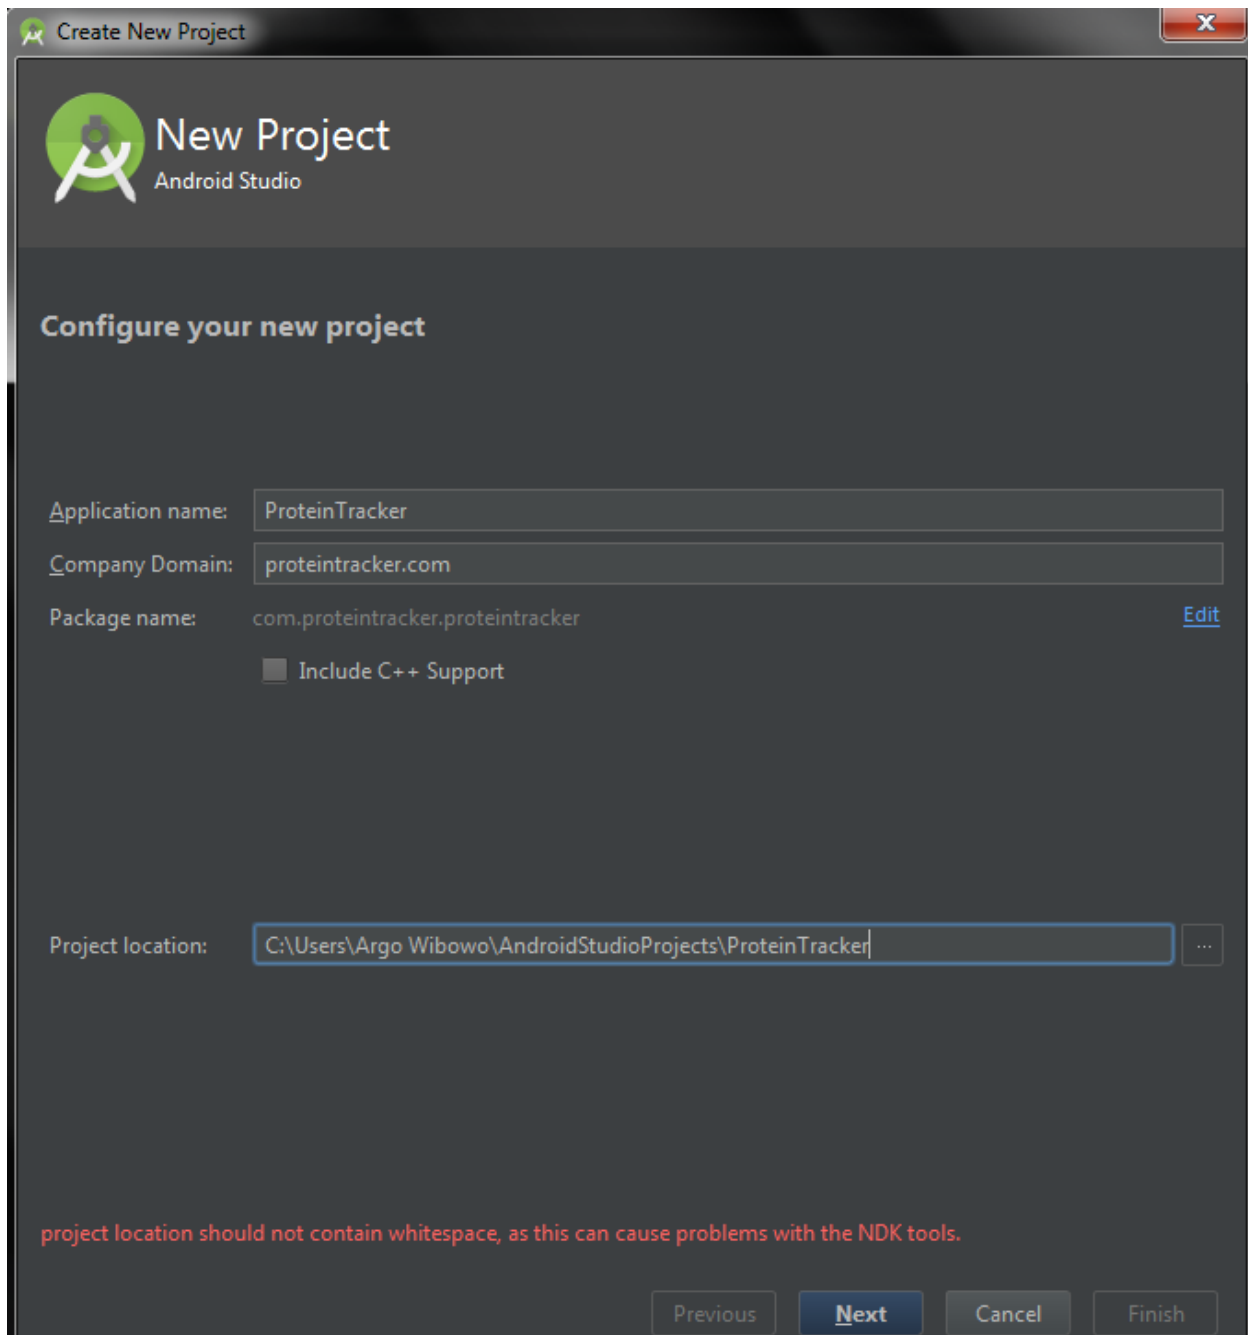 Create New Project
x
New Project
Android Studio
Configure your new project
Application name: ProteinTracker
Company Domain: proteintracker.com
Package name: com.proteintracker.proteintracker Edit
Include C++ Support
Project location: C:\Users\Argo Wibowo\AndroidStudioProjects\ProteinTracker ...
project location should not contain whitespace, as this can cause problems with the NDK tools.
Previous Next Cancel Finish